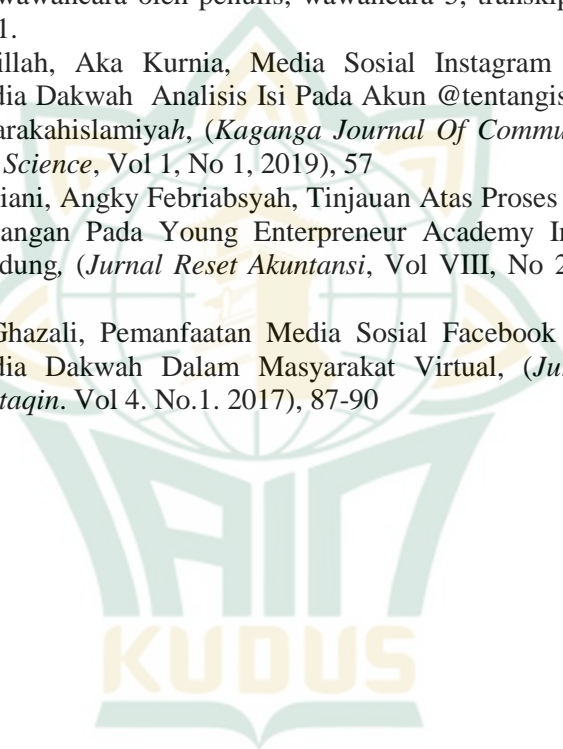 wawancara oleh penulis, wawancara 3, transkip
1.
illah, Aka Kurnia, Media Sosial Instagram
dia Dakwah Analisis Isi Pada Akun @tentangis
arakahislamiyah, (Kaganga Journal Of Commu
Science, Vol 1, No 1, 2019), 57
iani, Angky Febriabsyah, Tinjauan Atas Proses
angan Pada Young Enterpreneur Academy In
dung, (Jurnal Reset Akuntansi, Vol VIII, No 2
Ghazali, Pemanfaatan Media Sosial Facebook
dia Dakwah Dalam Masyarakat Virtual, (Ju
taqin. Vol 4. No.1. 2017), 87-90
IAIN
KUDUS